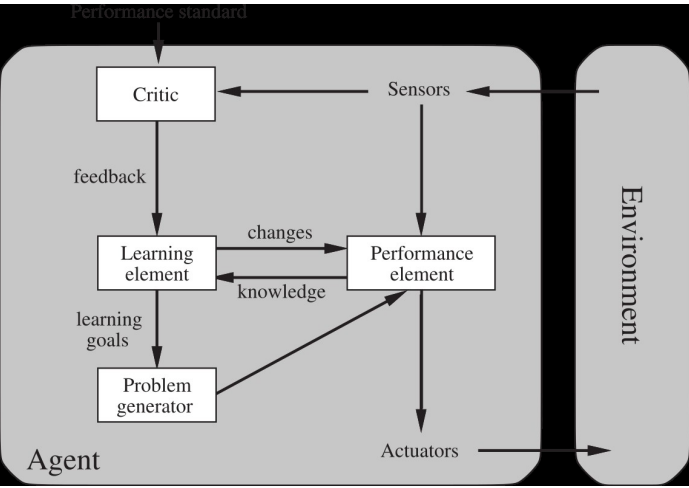 Performance standard
Critic
Sensors
feedback
changes
Learning
element
Performance
element
knowledge
learning
goals
Problem
generator
Agent
Actuators
Environment